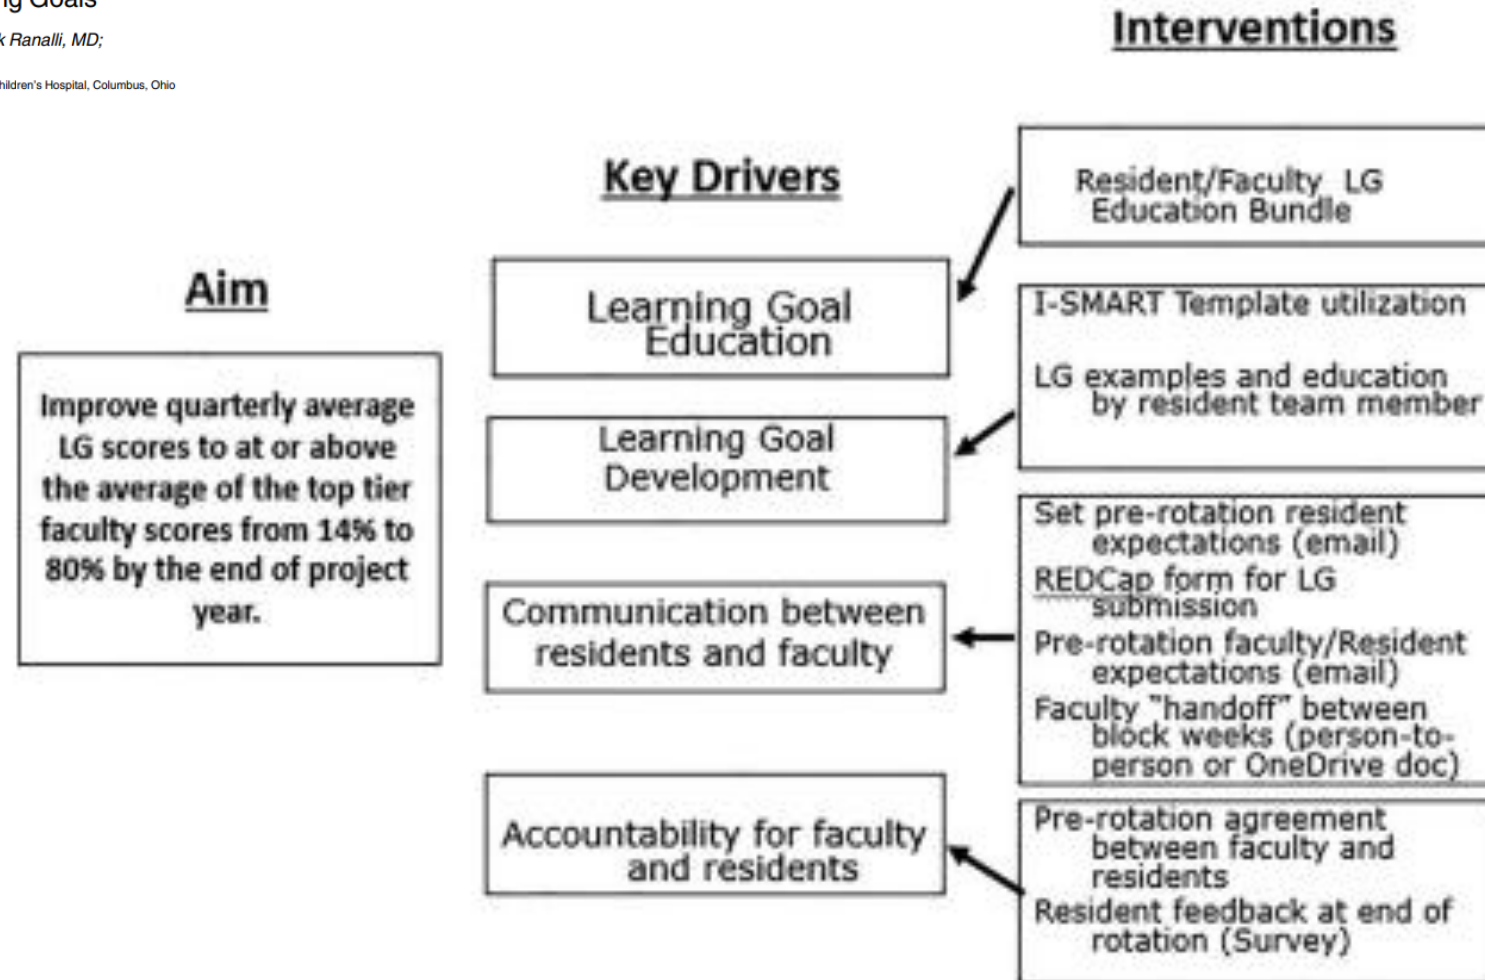 ng Goals
k Ranalli, MD;
hildren's Hospital, Columbus, Ohio
Aim
Improve quarterly average
LG scores to at or above
the average of the top tier
faculty scores from 14% to
80% by the end of project
year.
Key Drivers
Learning Goal
Education
Learning Goal
Development
Communication between
residents and faculty
Accountability for faculty
and residents
Interventions
Resident/Faculty LG
Education Bundle
I-SMART Template utilization
LG examples and education
by resident team member
Set pre-rotation resident
expectations (email)
REDCap form for LG
submission
Pre-rotation faculty/Resident
expectations (email)
Faculty "handoff" between
block weeks (person-to-
person or OneDrive doc)
Pre-rotation agreement
between faculty and
residents
Resident feedback at end of
rotation (Survey)